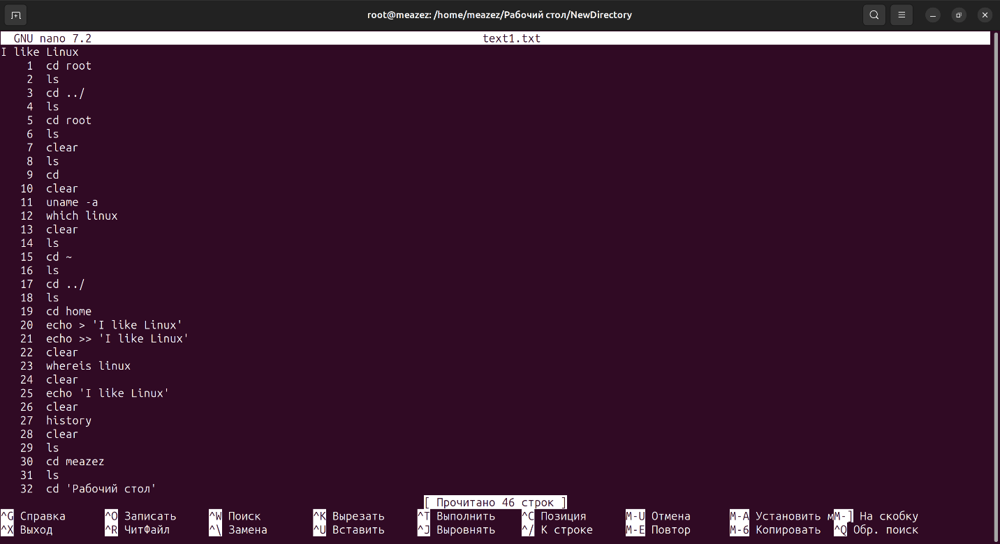 root@meazez: /home/meazez/Рабочий стол/NewDirectory
GNU nano 7.2 text1.txt
I like Linux
1 cd root
2 ls
3 cd ../
4 ls
5 cd root
6 ls
7 clear
8 ls
9 cd
10 clear
11 uname -a
12 which linux
13 clear
14 ls
15 cd ~
16 ls
17 cd ../
18 ls
19 cd home
20 echo > 'I like Linux'
21 echo >> 'I like Linux'
22 clear
23 whereis linux
24 clear
25 echo 'I like Linux'
26 clear
27 history
28 clear
29 ls
30 cd meazez
31 ls
32 cd 'Рабочий стол'
[ Прочитано 46 строк ]
^G Справка ^O Записать ^W Поиск ^K Вырезать ^T Выполнить ^C Позиция M-U Отмена M-A Установить мM-] На скобку
^X Выход ^R ЧитФайл ^\ Замена ^U Вставить ^J Выровнять ^/ К строке M-E Повтор M-6 Копировать ^Q Обр. поиск